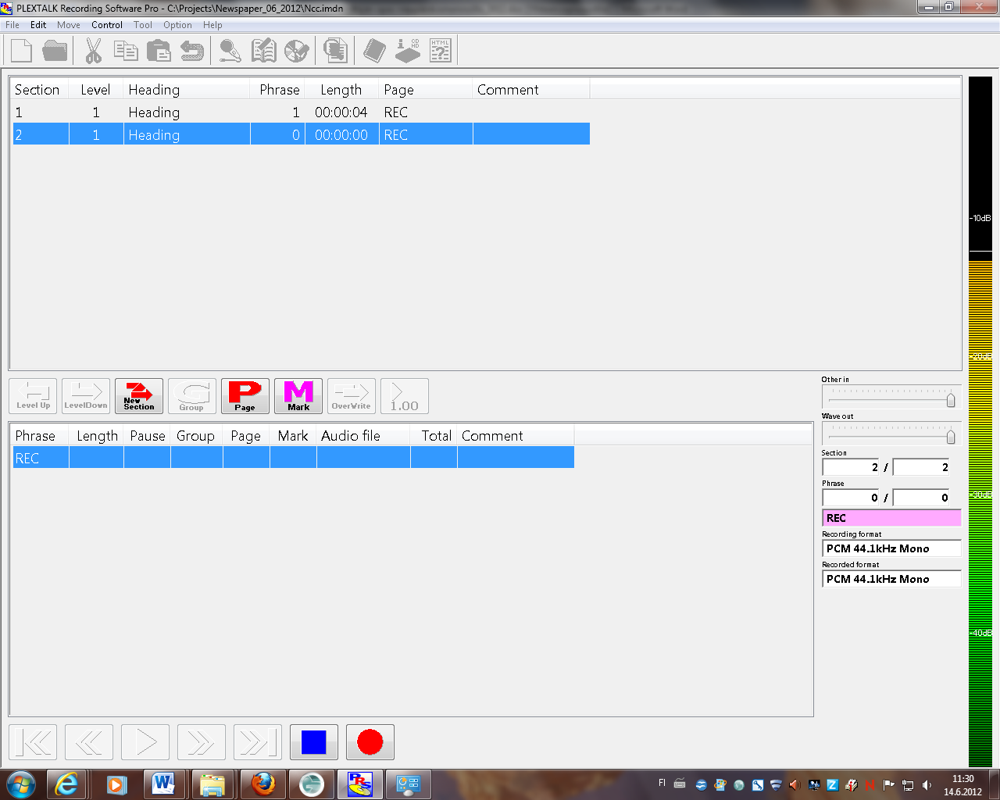 PLEXTALK Recording Software Pro - C:\Projects\Newspaper_06_2012\Ncc.imdn
File Edit Move Control Tool Option Help
CD HD HTML
Section Level Heading Phrase Length Page Comment
1 1 Heading 1 00:00:04 REC
2 1 Heading 0 00:00:00 REC
-10dB
-20dB
-30dB
-40dB
Level Up LevelDown New Section G Group P Page M Mark OverWrite 1.00
Other in
Wave out
Section
2 / 2
Phrase
0 / 0
REC
Recording format
PCM 44.1kHz Mono
Recorded format
PCM 44.1kHz Mono
Phrase Length Pause Group Page Mark Audio file Total Comment
REC
PRS
FI
11:30
14.6.2012